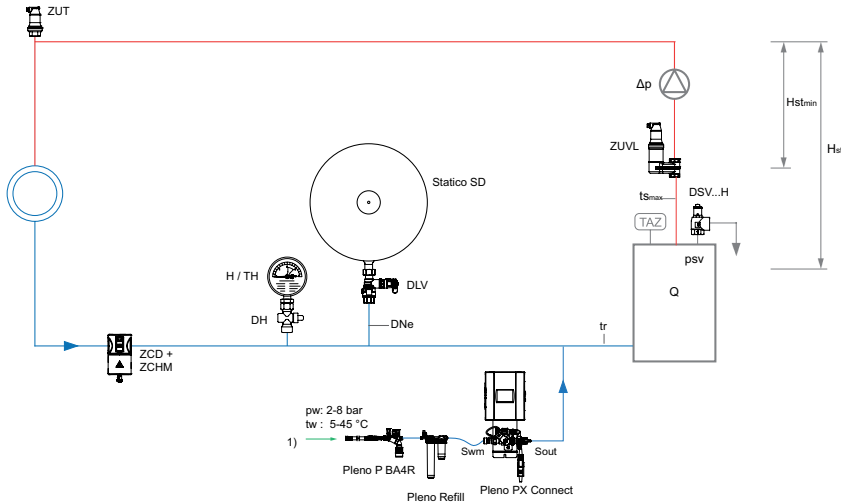 ZUT
Δp
Hstmin
ZUVL
Hst
Statico SD
DSV...H
tsmax
TAZ
psv
H / TH
DLV
Q
DH
DNe
tr
ZCD +
ZCHM
pw: 2-8 bar
tw : 5-45 °C
1)
Swm
Sout
Pleno P BA4R
Pleno PX Connect
Pleno Refill